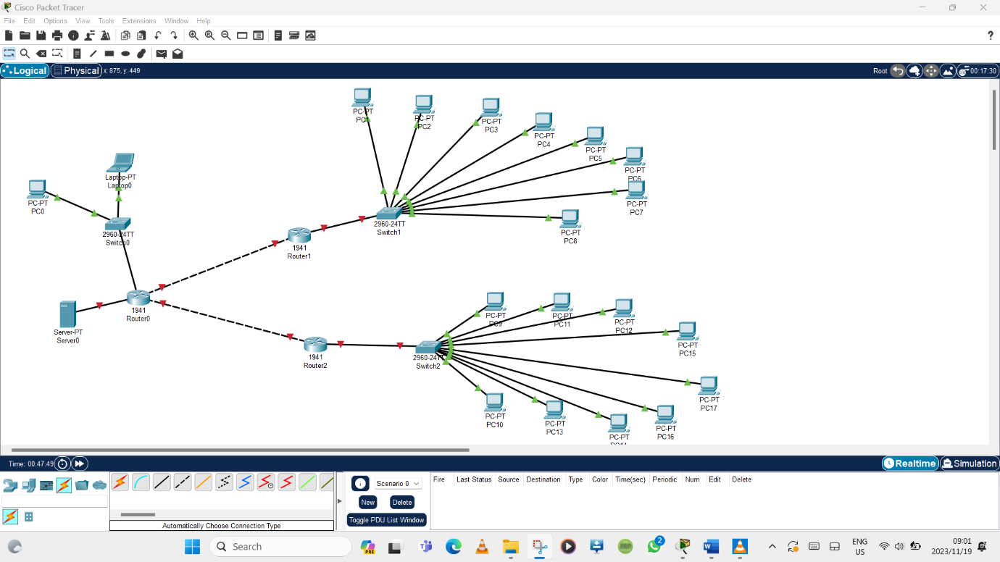 Cisco Packet Tracer
File Edit Options View Tools Extensions Window Help
?
Logical Physical x: 875, y: 449 Root 00:17:30
PC-PT
PC1
PC-PT
PC2
PC-PT
PC3
PC-PT
PC4
PC-PT
PC5
PC-PT
PC6
PC-PT
PC7
PC-PT
PC8
Laptop-PT
Laptop0
PC-PT
PC0
2960-24TT
Switch0
2960-24TT
Switch1
1941
Router1
1941
Router0
Server-PT
Server0
1941
Router2
2960-24TT
Switch2
PC-PT
PC9
PC-PT
PC11
PC-PT
PC12
PC-PT
PC15
PC-PT
PC17
PC-PT
PC10
PC-PT
PC13
PC-PT
PC-PT
PC16
Time: 00:47:49 Realtime Simulation
Scenario 0
New Delete
Toggle PDU List Window
Fire Last Status Source Destination Type Color Time(sec) Periodic Num Edit Delete
Automatically Choose Connection Type
Search
PRE
2
ENG
US
09:01
2023/11/19